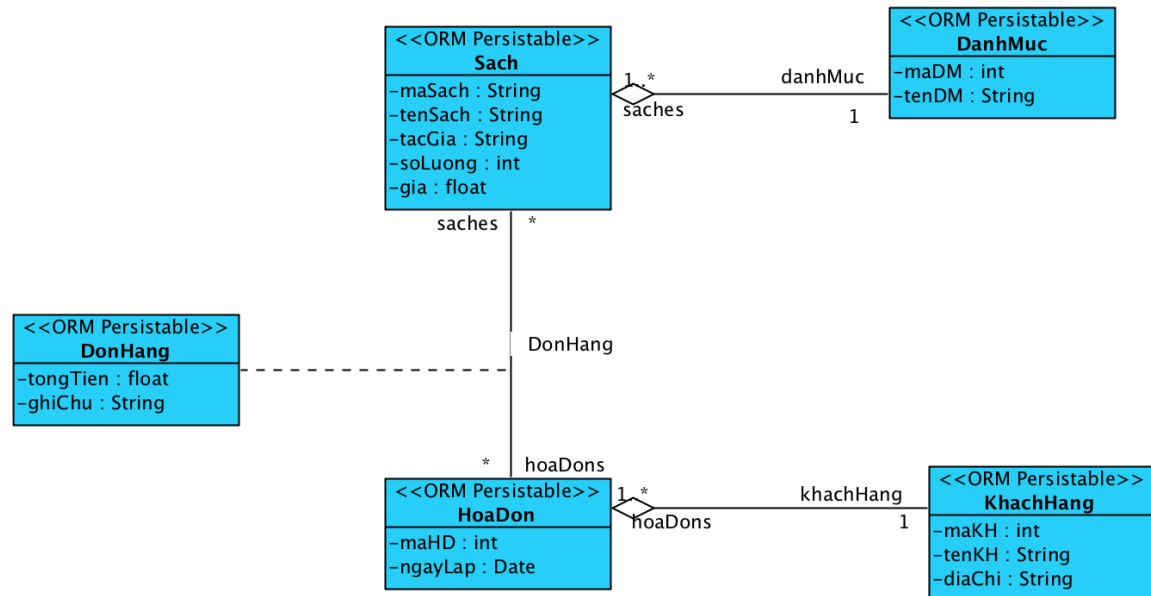 <<ORM Persistable>>
Sach
-maSach : String
-tenSach : String
-tacGia : String
-soLuong : int
-gia : float
1..*
saches
danhMuc
1
<<ORM Persistable>>
DanhMuc
-maDM : int
-tenDM : String
saches
*
<<ORM Persistable>>
DonHang
-tongTien : float
-ghiChu : String
DonHang
*
hoaDons
<<ORM Persistable>>
HoaDon
-maHD : int
-ngayLap : Date
1..*
hoaDons
khachHang
1
<<ORM Persistable>>
KhachHang
-maKH : int
-tenKH : String
-diaChi : String